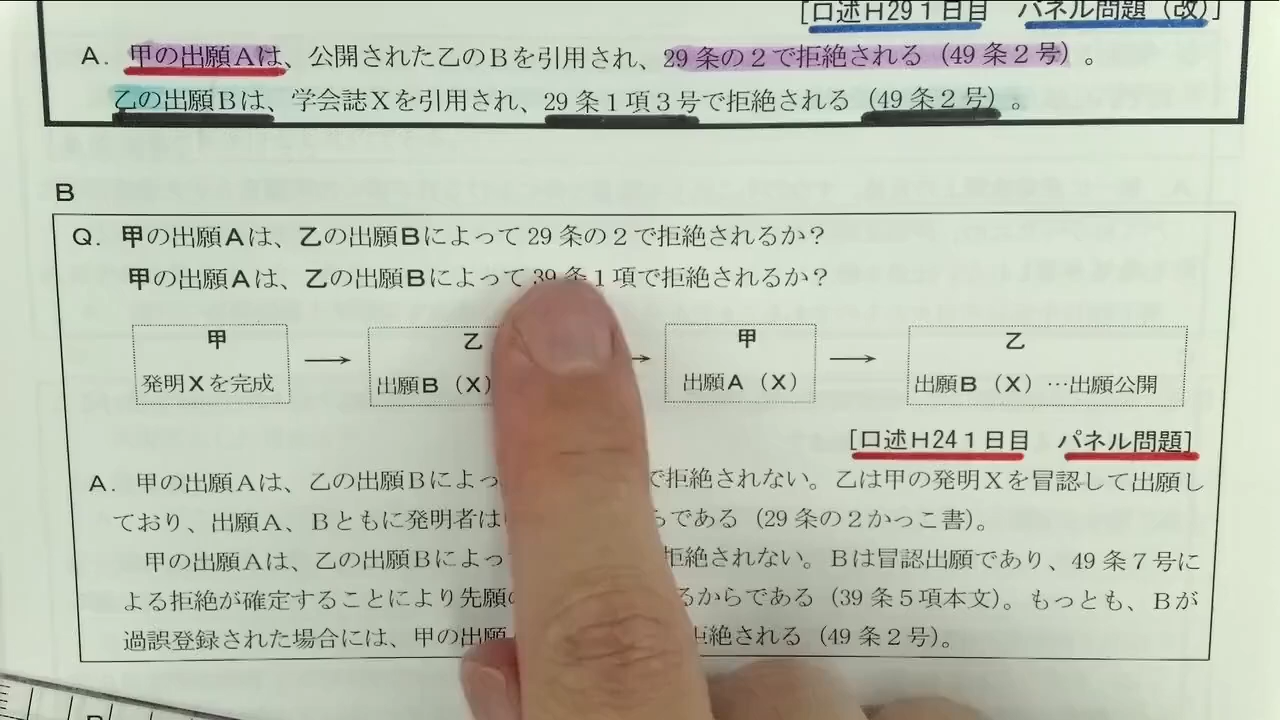 [口述H29１日目　パネル問題（改）]
A．甲の出願Aは、公開された乙のBを引用され、29条の２で拒絶される（49条２号）。
乙の出願Bは、学会誌Xを引用され、29条１項３号で拒絶される（49条２号）。
B
Q．甲の出願Aは、乙の出願Bによって29条の２で拒絶されるか？
甲の出願Aは、乙の出願Bによって39条１項で拒絶されるか？
甲　乙　甲　乙
発明Xを完成 → 出願B（X） → 出願A（X） → 出願B（X）…出願公開
[口述H24１日目　パネル問題]
A．甲の出願Aは、乙の出願Bによっ で拒絶されない。乙は甲の発明Xを冒認して出願し
ており、出願A、Bともに発明者は らである（29条の２かっこ書）。
甲の出願Aは、乙の出願Bによっ 拒絶されない。Bは冒認出願であり、49条７号に
よる拒絶が確定することにより先願 るからである（39条５項本文）。もっとも、Bが
過誤登録された場合には、甲の出願 拒絶される（49条２号）。